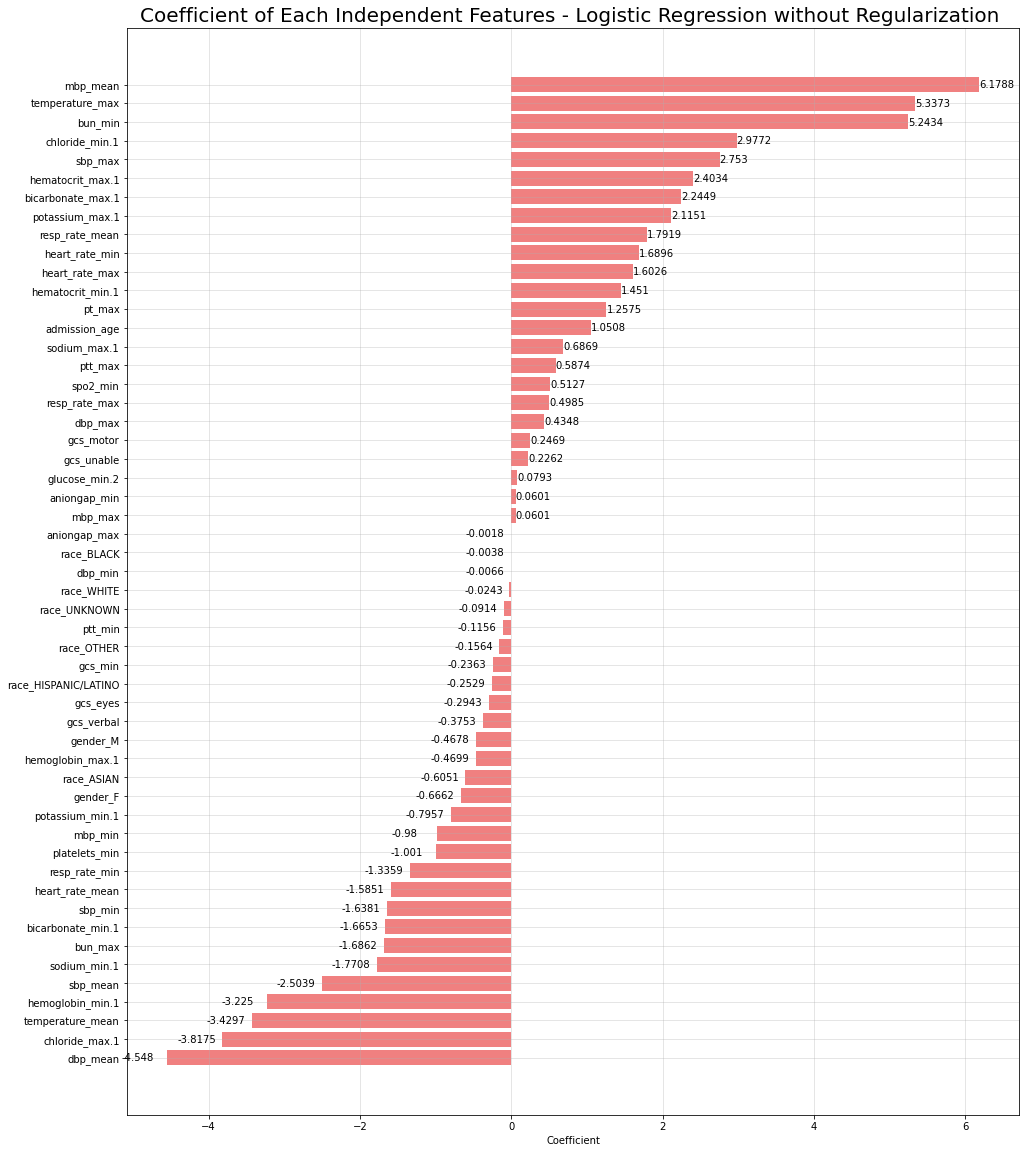 Coefficient of Each Independent Features - Logistic Regression without Regularization
mbp_mean 6.1788
temperature_max 5.3373
bun_min 5.2434
chloride_min.1 2.9772
sbp_max 2.753
hematocrit_max.1 2.4034
bicarbonate_max.1 2.2449
potassium_max.1 2.1151
resp_rate_mean 1.7919
heart_rate_min 1.6896
heart_rate_max 1.6026
hematocrit_min.1 1.451
pt_max 1.2575
admission_age 1.0508
sodium_max.1 0.6869
ptt_max 0.5874
spo2_min 0.5127
resp_rate_max 0.4985
dbp_max 0.4348
gcs_motor 0.2469
gcs_unable 0.2262
glucose_min.2 0.0793
aniongap_min 0.0601
mbp_max 0.0601
aniongap_max -0.0018
race_BLACK -0.0038
dbp_min -0.0066
race_WHITE -0.0243
race_UNKNOWN -0.0914
ptt_min -0.1156
race_OTHER -0.1564
gcs_min -0.2363
race_HISPANIC/LATINO -0.2529
gcs_eyes -0.2943
gcs_verbal -0.3753
gender_M -0.4678
hemoglobin_max.1 -0.4699
race_ASIAN -0.6051
gender_F -0.6662
potassium_min.1 -0.7957
mbp_min -0.98
platelets_min -1.001
resp_rate_min -1.3359
heart_rate_mean -1.5851
sbp_min -1.6381
bicarbonate_min.1 -1.6653
bun_max -1.6862
sodium_min.1 -1.7708
sbp_mean -2.5039
hemoglobin_min.1 -3.225
temperature_mean -3.4297
chloride_max.1 -3.8175
dbp_mean -4.548
−4 −2 0 2 4 6
Coefficient